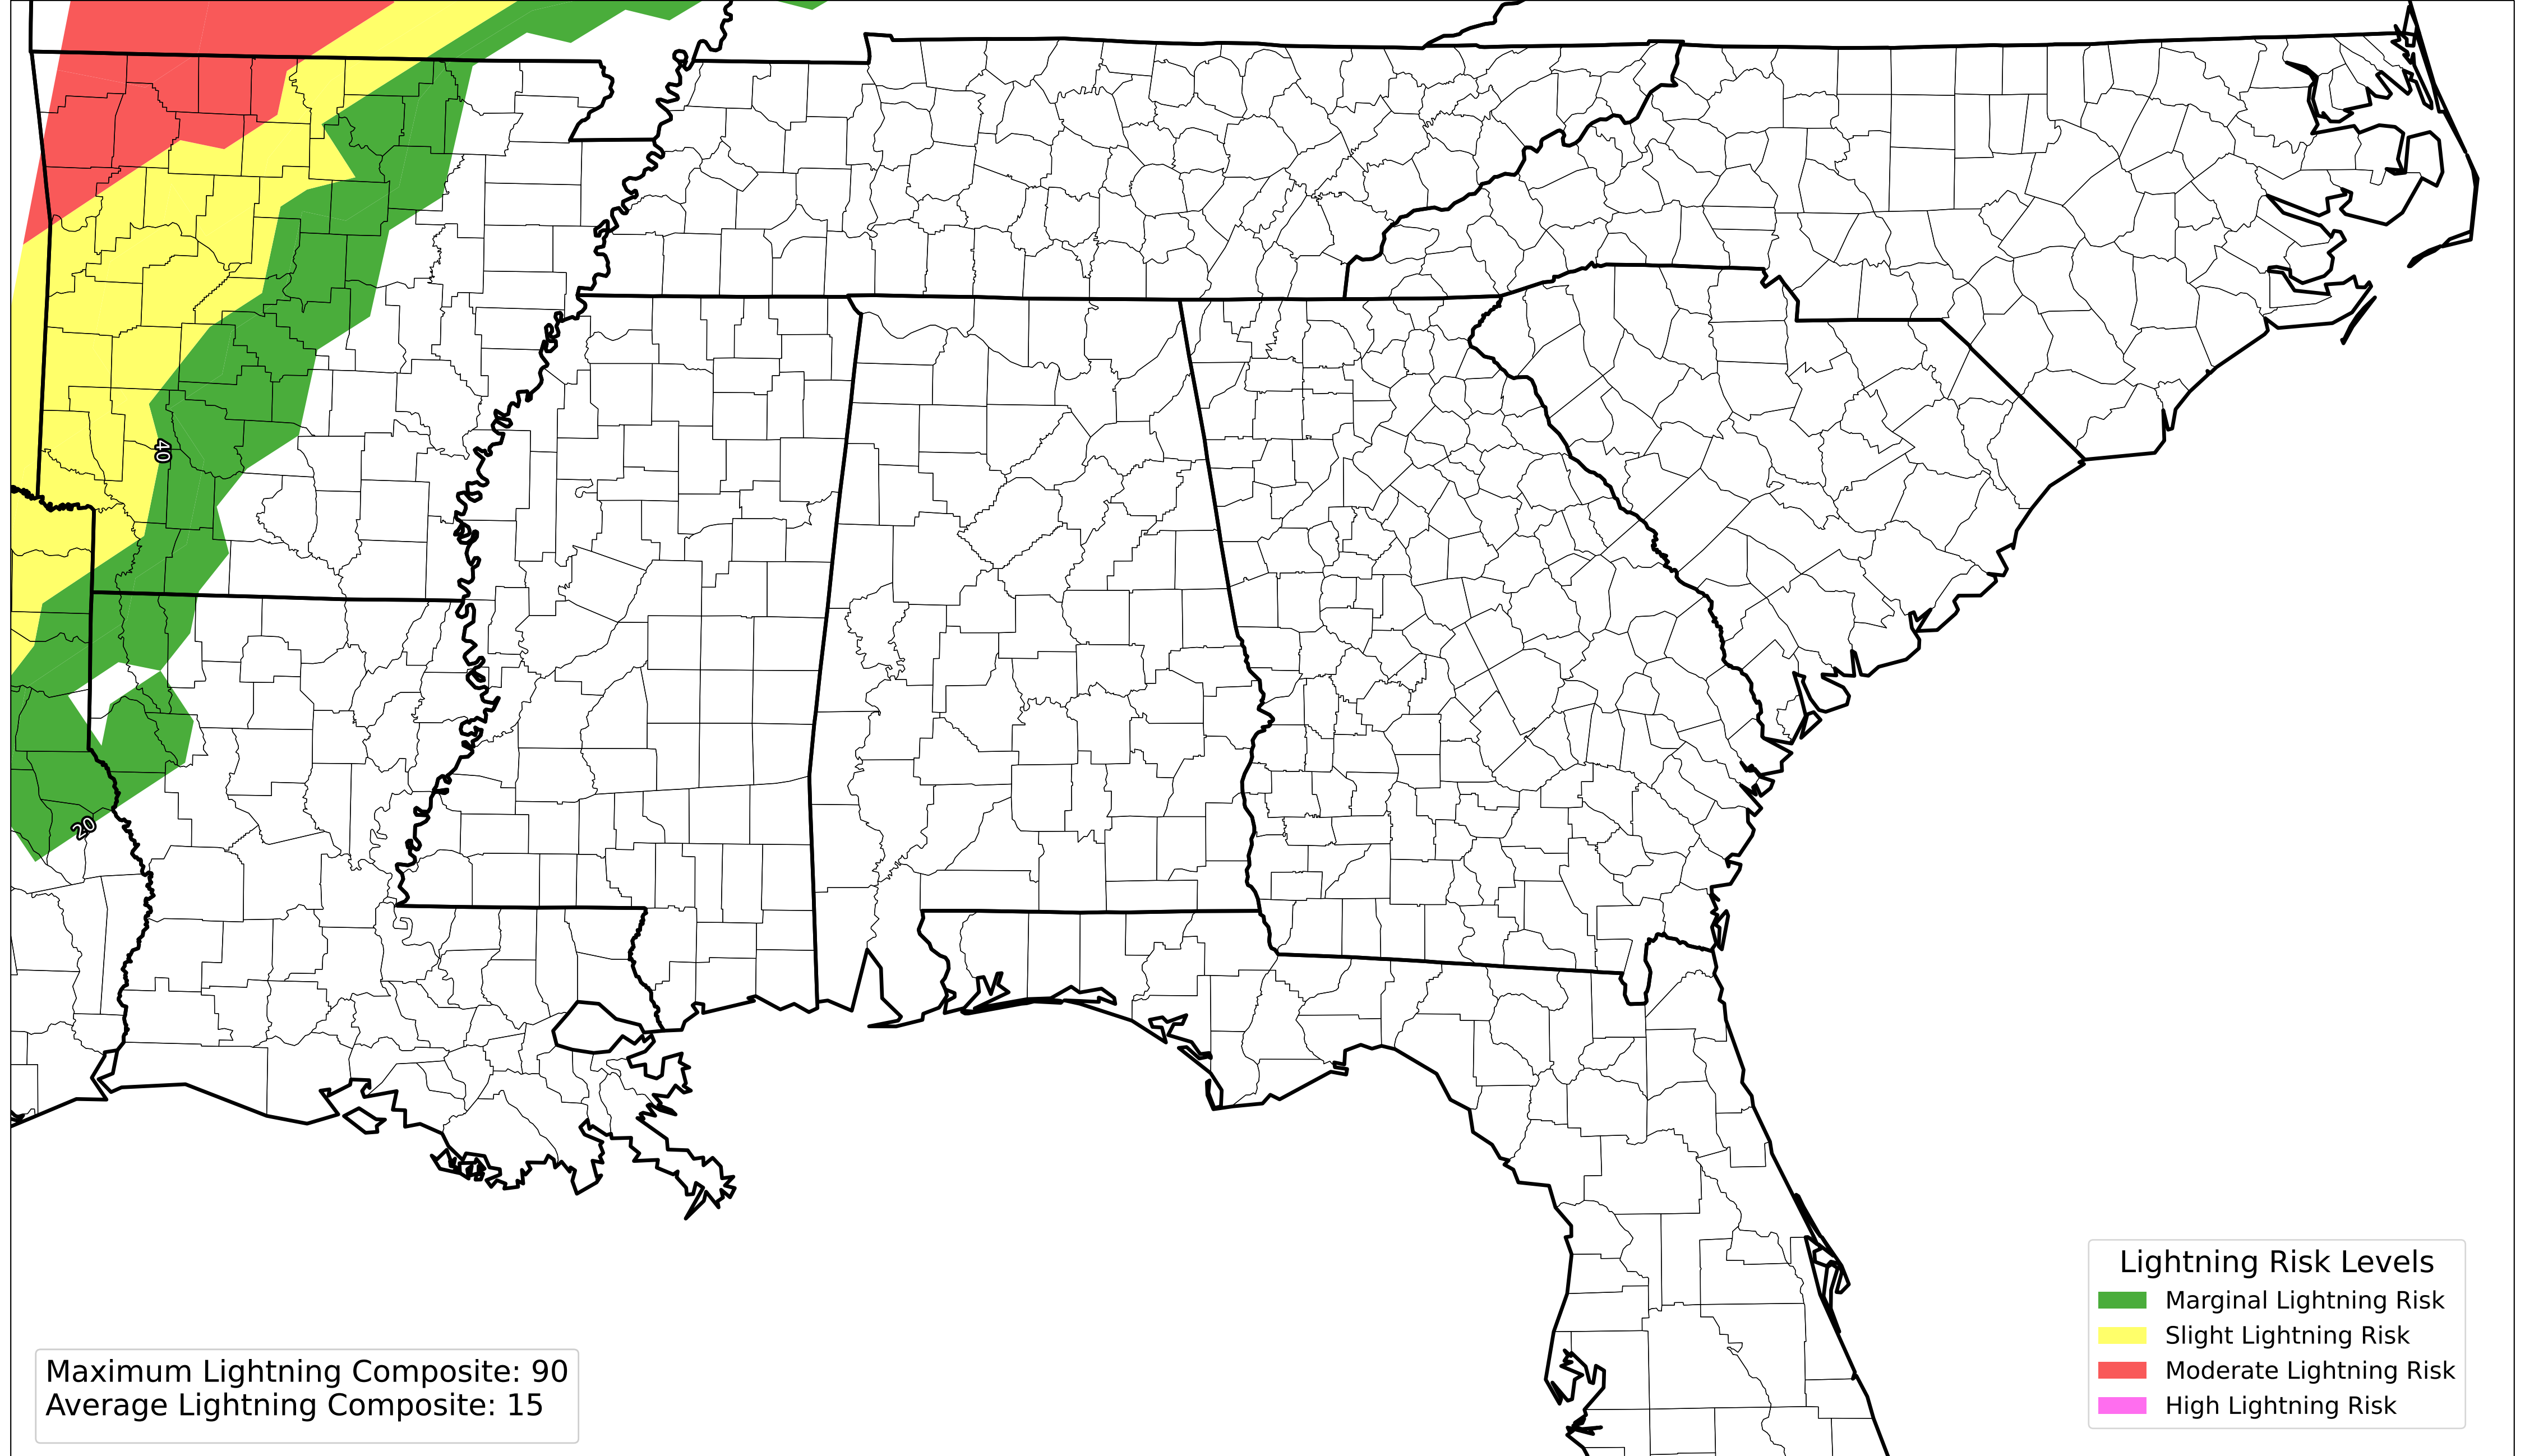 40
20
Lightning Risk Levels
Marginal Lightning Risk
Slight Lightning Risk
Moderate Lightning Risk
High Lightning Risk
Maximum Lightning Composite: 90
Average Lightning Composite: 15